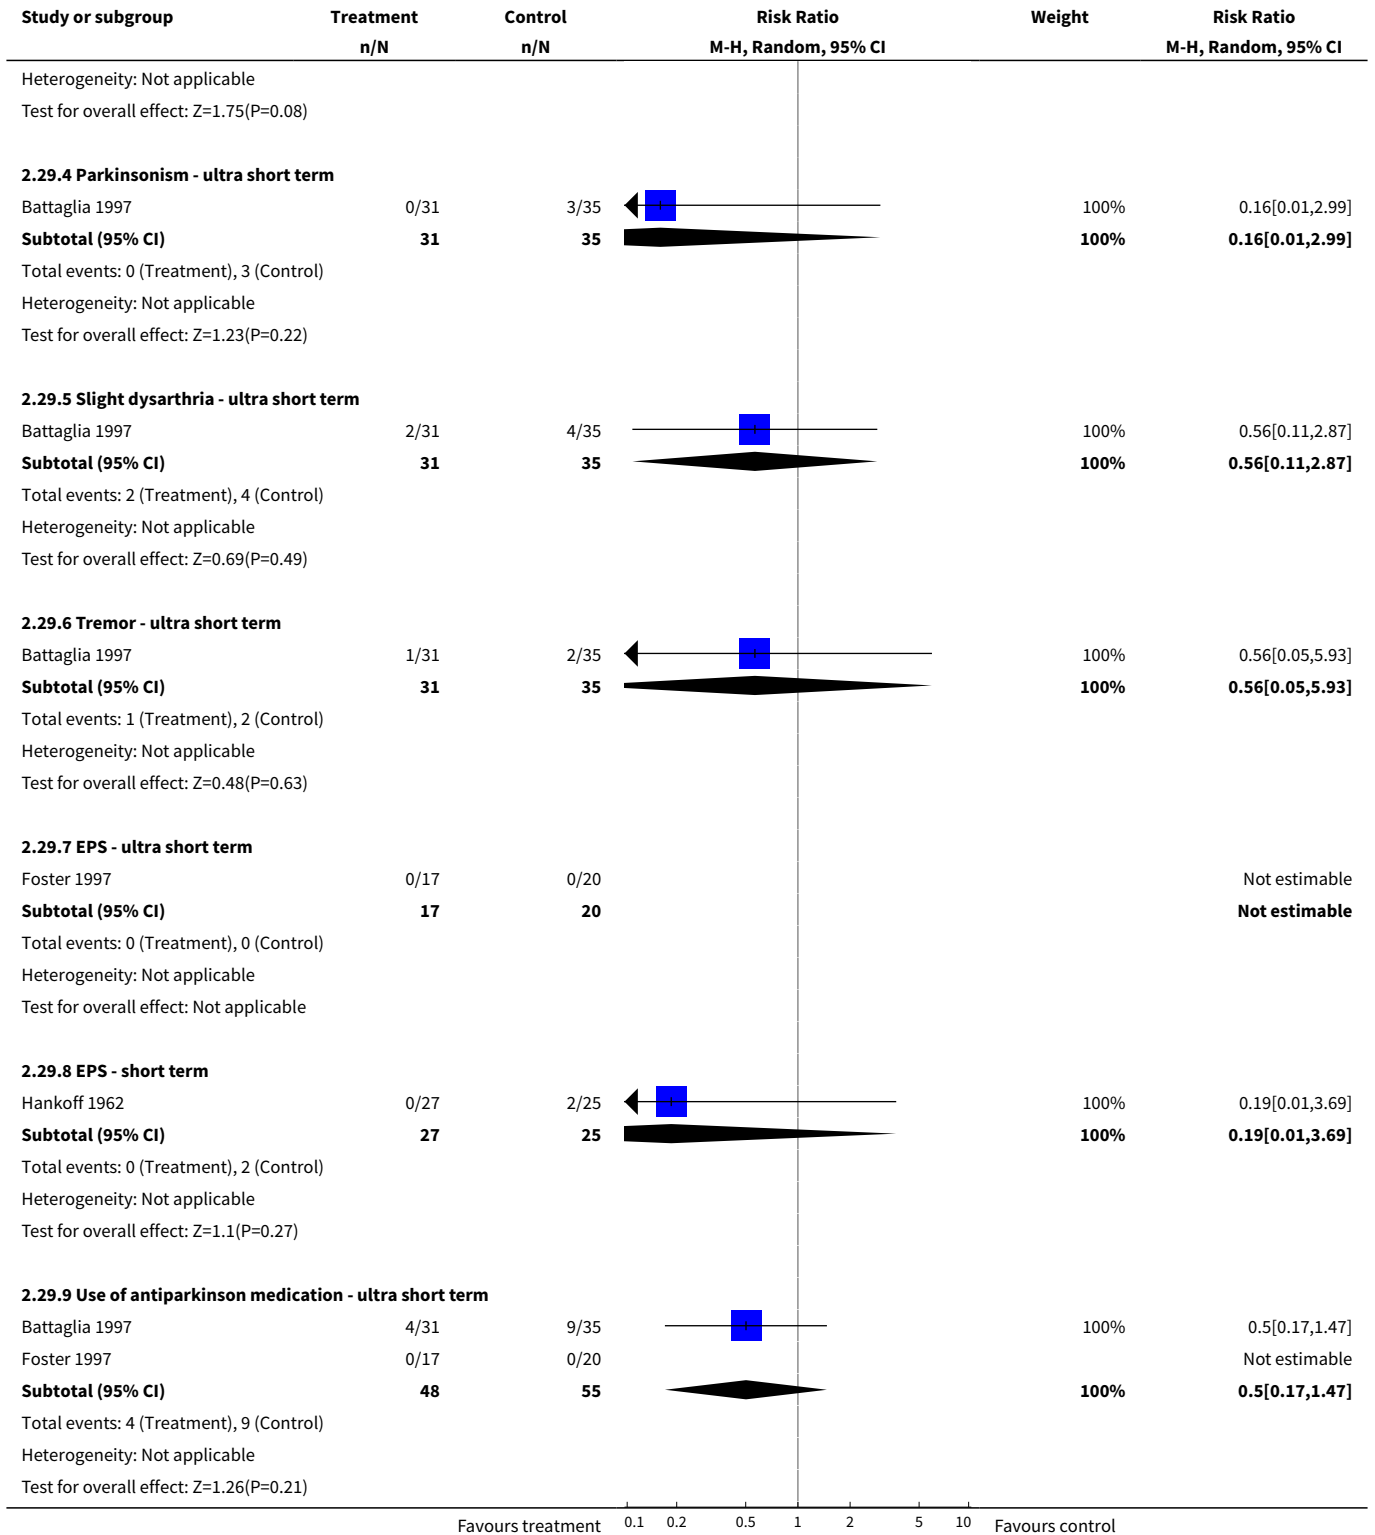 Study or subgroup Treatment Control Risk Ratio Weight Risk Ratio
n/N n/N M-H, Random, 95% CI M-H, Random, 95% CI
Heterogeneity: Not applicable
Test for overall effect: Z=1.75(P=0.08)
2.29.4 Parkinsonism - ultra short term
Battaglia 1997 0/31 3/35 100% 0.16[0.01,2.99]
Subtotal (95% CI) 31 35 100% 0.16[0.01,2.99]
Total events: 0 (Treatment), 3 (Control)
Heterogeneity: Not applicable
Test for overall effect: Z=1.23(P=0.22)
2.29.5 Slight dysarthria - ultra short term
Battaglia 1997 2/31 4/35 100% 0.56[0.11,2.87]
Subtotal (95% CI) 31 35 100% 0.56[0.11,2.87]
Total events: 2 (Treatment), 4 (Control)
Heterogeneity: Not applicable
Test for overall effect: Z=0.69(P=0.49)
2.29.6 Tremor - ultra short term
Battaglia 1997 1/31 2/35 100% 0.56[0.05,5.93]
Subtotal (95% CI) 31 35 100% 0.56[0.05,5.93]
Total events: 1 (Treatment), 2 (Control)
Heterogeneity: Not applicable
Test for overall effect: Z=0.48(P=0.63)
2.29.7 EPS - ultra short term
Foster 1997 0/17 0/20 Not estimable
Subtotal (95% CI) 17 20 Not estimable
Total events: 0 (Treatment), 0 (Control)
Heterogeneity: Not applicable
Test for overall effect: Not applicable
2.29.8 EPS - short term
Hankoff 1962 0/27 2/25 100% 0.19[0.01,3.69]
Subtotal (95% CI) 27 25 100% 0.19[0.01,3.69]
Total events: 0 (Treatment), 2 (Control)
Heterogeneity: Not applicable
Test for overall effect: Z=1.1(P=0.27)
2.29.9 Use of antiparkinson medication - ultra short term
Battaglia 1997 4/31 9/35 100% 0.5[0.17,1.47]
Foster 1997 0/17 0/20 Not estimable
Subtotal (95% CI) 48 55 100% 0.5[0.17,1.47]
Total events: 4 (Treatment), 9 (Control)
Heterogeneity: Not applicable
Test for overall effect: Z=1.26(P=0.21)
Favours treatment 0.1 0.2 0.5 1 2 5 10 Favours control